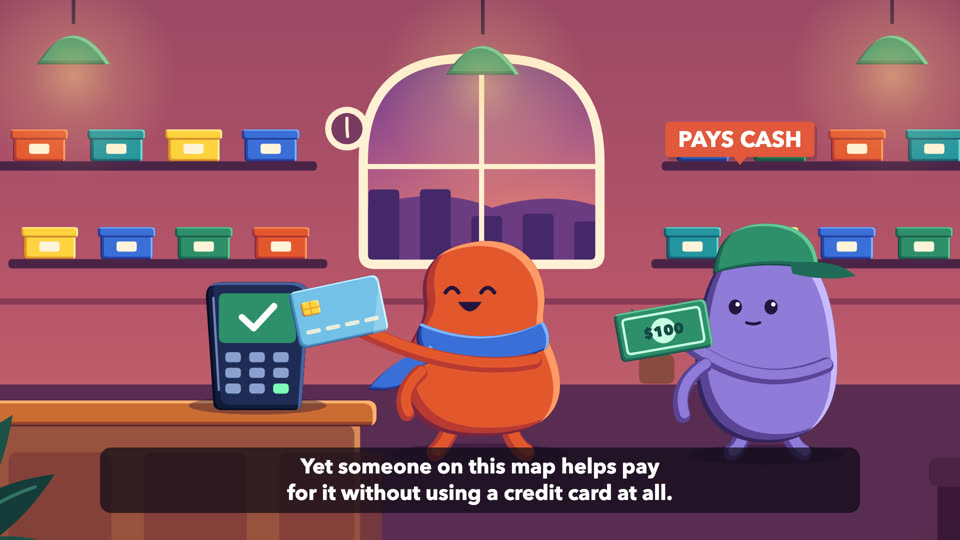 PAYS CASH
$100
Yet someone on this map helps pay
for it without using a credit card at all.